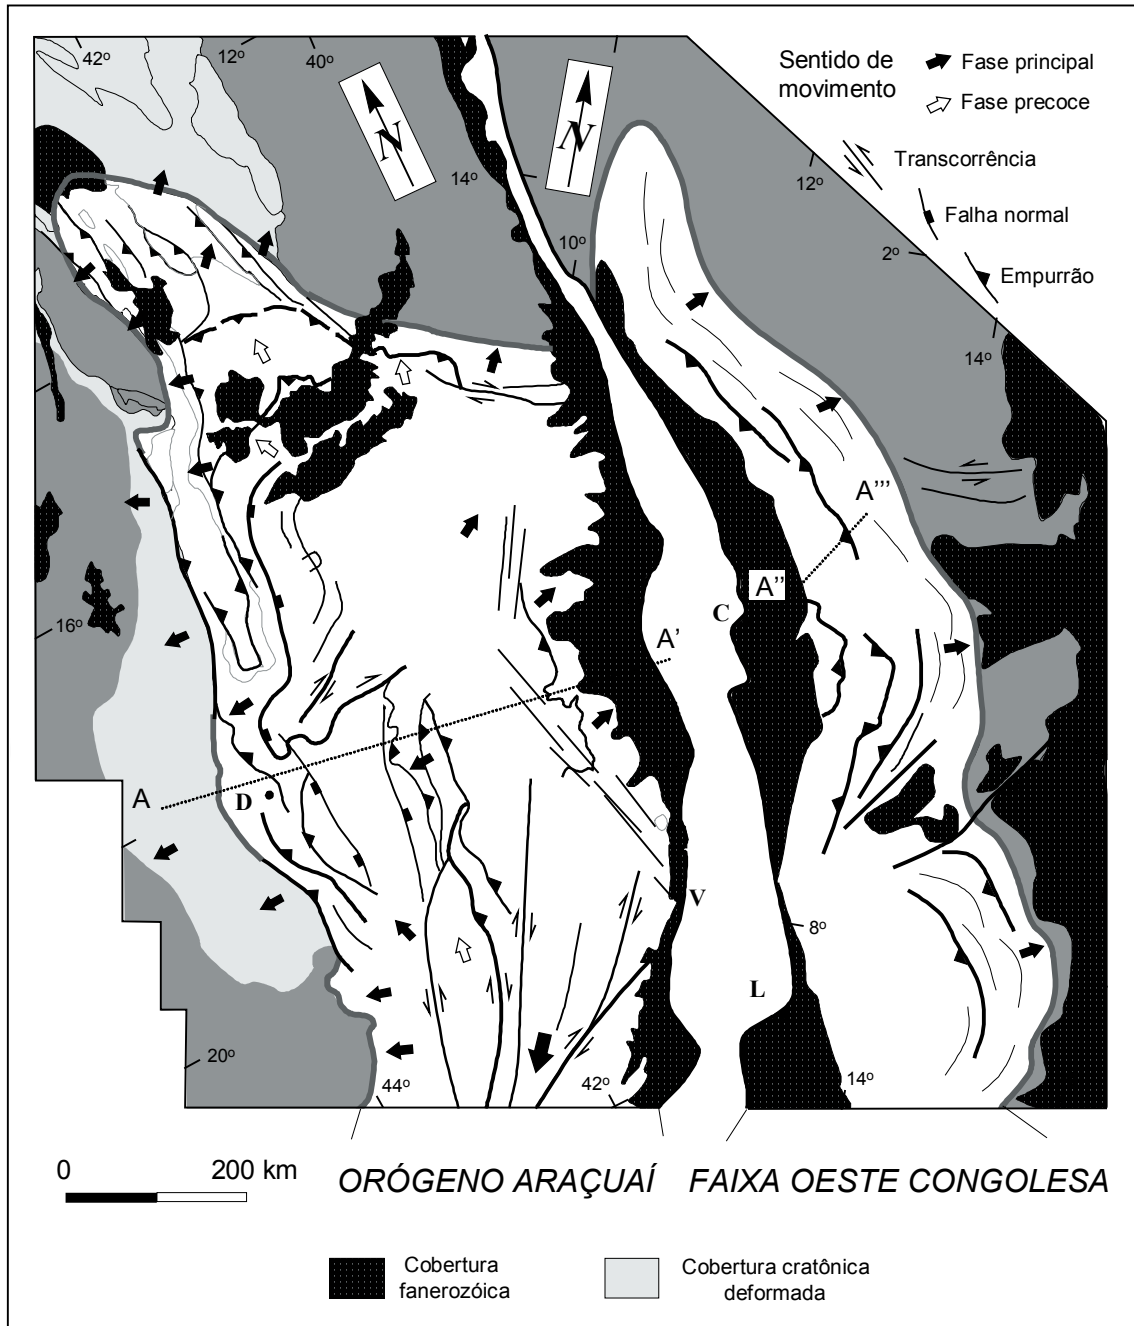 42º
12º
40º
N
N
Sentido de
movimento
Fase principal
Fase precoce
Transcorrência
Falha normal
Empurrão
14º
12º
10º
2º
14º
A'''
A''
C
A'
16º
A
D
V
8º
L
20º
44º
42º
14º
0
200 km
ORÓGENO ARAÇUAÍ
FAIXA OESTE CONGOLESA
Cobertura
fanerozóica
Cobertura cratônica
deformada